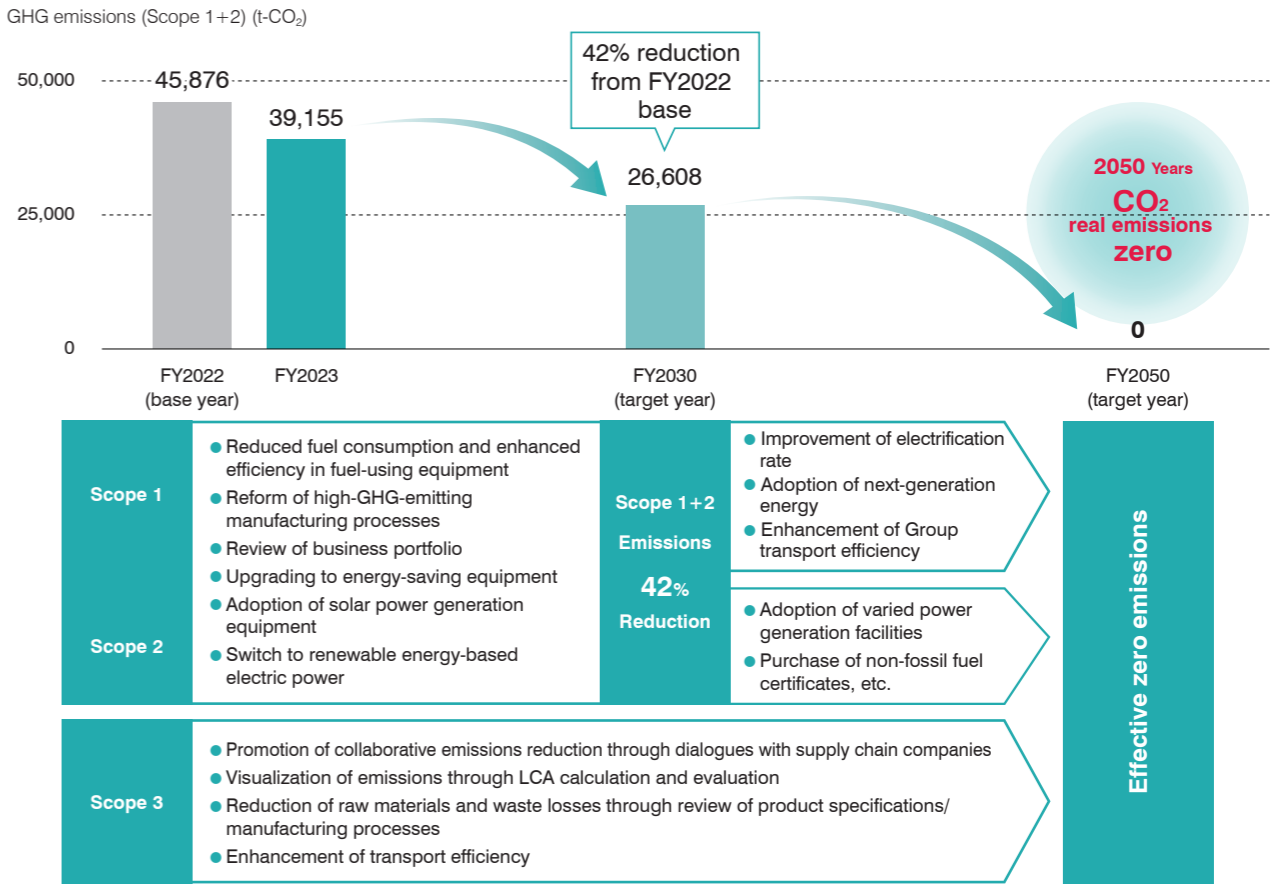 GHG emissions (Scope 1+2) (t-CO₂)
50,000
25,000
0
45,876
39,155
42% reduction
from FY2022
base
26,608
2050 Years
CO₂
real emissions
zero
0
FY2022
(base year)
FY2023
FY2030
(target year)
FY2050
(target year)
Scope 1
Scope 2
● Reduced fuel consumption and enhanced
efficiency in fuel-using equipment
● Reform of high-GHG-emitting
manufacturing processes
● Review of business portfolio
● Upgrading to energy-saving equipment
● Adoption of solar power generation
equipment
● Switch to renewable energy-based
electric power
Scope 1+2
Emissions
42%
Reduction
● Improvement of electrification
rate
● Adoption of next-generation
energy
● Enhancement of Group
transport efficiency
● Adoption of varied power
generation facilities
● Purchase of non-fossil fuel
certificates, etc.
Scope 3
● Promotion of collaborative emissions reduction through dialogues with supply chain companies
● Visualization of emissions through LCA calculation and evaluation
● Reduction of raw materials and waste losses through review of product specifications/
manufacturing processes
● Enhancement of transport efficiency
Effective zero emissions